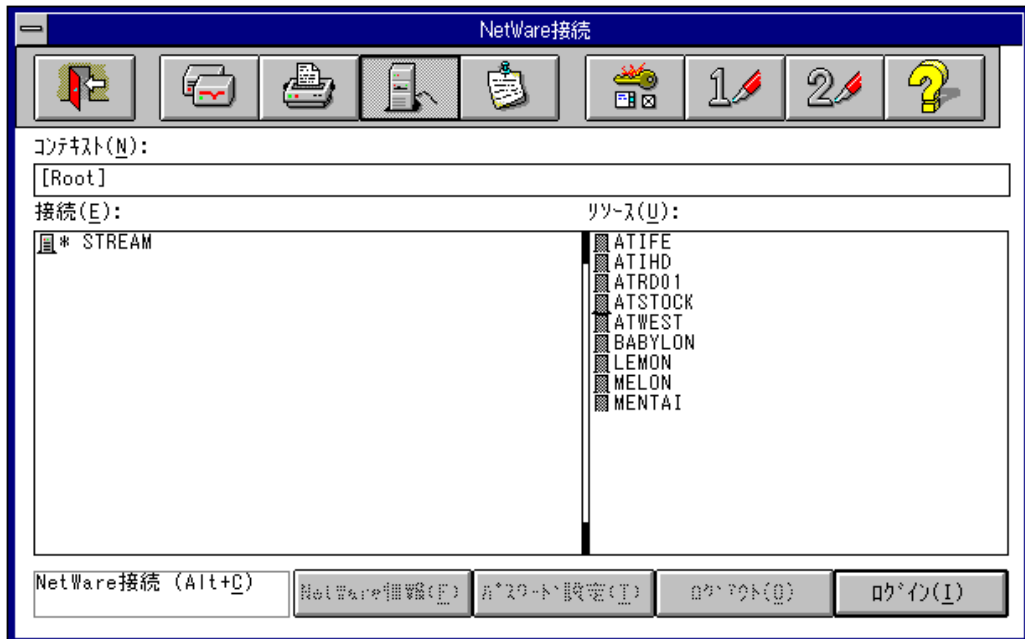 NetWare接続
1
2
ｺﾝﾃｷｽﾄ(N):
[Root]
接続(E):
ﾘｿｰｽ(U):
* STREAM
ATIFE
ATIHD
ATRD01
ATSTOCK
ATWEST
BABYLON
LEMON
MELON
MENTAI
NetWare接続 (Alt+C)
NetWare情報(F)
ﾊﾟｽﾜｰﾄﾞ設定(T)
ﾛｸﾞｱｳﾄ(O)
ﾛｸﾞｲﾝ(I)